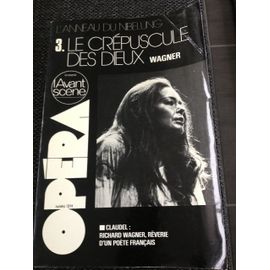 L'ANNEAU DU NIBELUNG
3. LE CRÉPUSCULE
DES DIEUX WAGNER
l'Avant
scène
OPÉRA
■ CLAUDEL :
RICHARD WAGNER, RÊVERIE
D'UN POÈTE FRANÇAIS